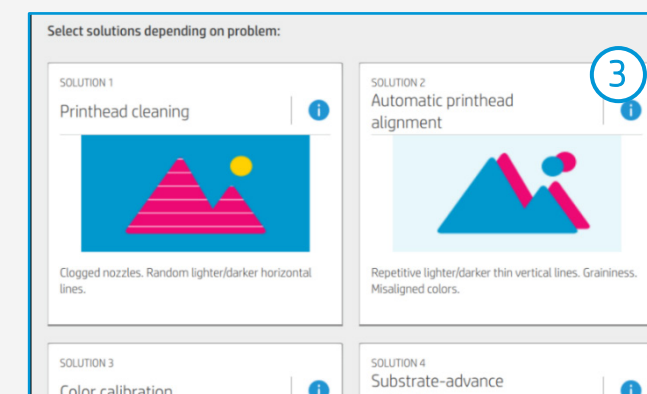 Select solutions depending on problem:
SOLUTION 1
Printhead cleaning
i
Clogged nozzles. Random lighter/darker horizontal
lines.
SOLUTION 2
Automatic printhead
alignment
3
i
Repetitive lighter/darker thin vertical lines. Graininess.
Misaligned colors.
SOLUTION 3
Color calibration
i
SOLUTION 4
Substrate-advance
i